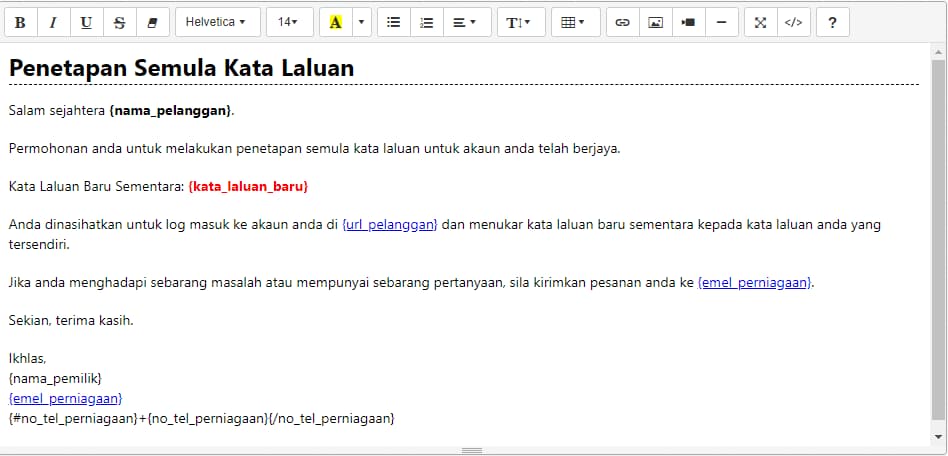 B I U S Helvetica 14 A T </> ?
Penetapan Semula Kata Laluan
Salam sejahtera {nama_pelanggan}.
Permohonan anda untuk melakukan penetapan semula kata laluan untuk akaun anda telah berjaya.
Kata Laluan Baru Sementara: {kata_laluan_baru}
Anda dinasihatkan untuk log masuk ke akaun anda di {url_pelanggan} dan menukar kata laluan baru sementara kepada kata laluan anda yang
tersendiri.
Jika anda menghadapi sebarang masalah atau mempunyai sebarang pertanyaan, sila kirimkan pesanan anda ke {emel_perniagaan}.
Sekian, terima kasih.
Ikhlas,
{nama_pemilik}
{emel_perniagaan}
{#no_tel_perniagaan}+{no_tel_perniagaan}{/no_tel_perniagaan}